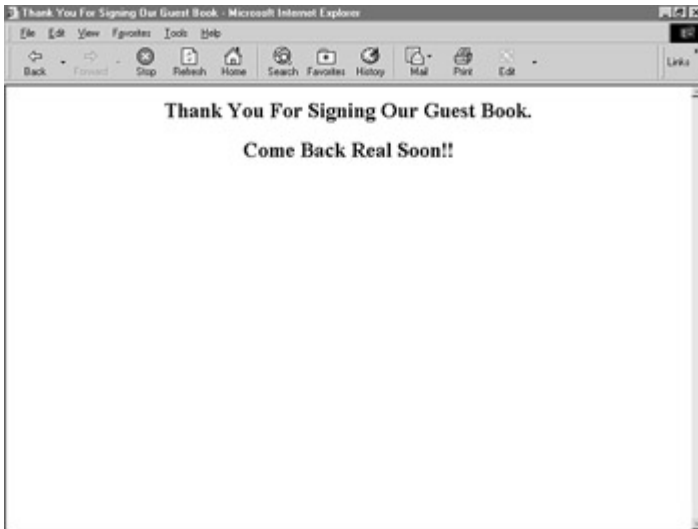 Thank You For Signing Our Guest Book - Microsoft Internet Explorer
File Edit View Favorites Tools Help
Back Forward Stop Refresh Home Search Favorites History Mail Print Edit Links
Thank You For Signing Our Guest Book.
Come Back Real Soon!!